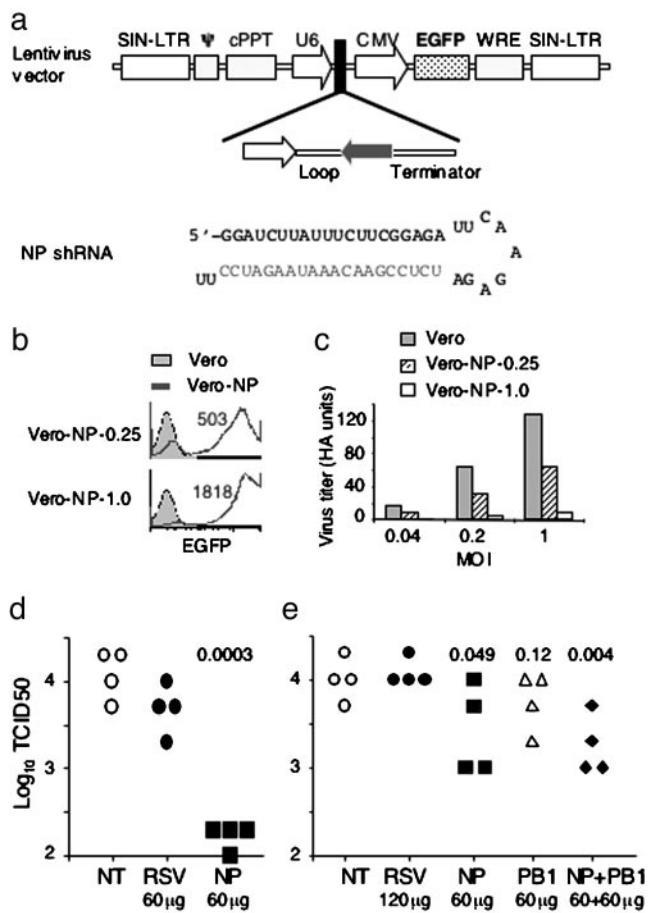 a
SIN-LTR Ψ cPPT U6 CMV EGFP WRE SIN-LTR
Lentivirus
vector
Loop Terminator
NP shRNA
5'-GGAUCUUAUUUCUUCGGAGA UU C A A G A AGA
UU CCUAGAAUAAACAAGCCUCU
b
Vero
Vero-NP
Vero-NP-0.25
503
Vero-NP-1.0
1818
EGFP
c
Vero
Vero-NP-0.25
Vero-NP-1.0
Virus titer (HA units)
120
80
40
0
0.04 0.2 1
MOI
d
Log10 TCID50
4
3
2
0.0003
NT RSV NP
60µg 60µg
e
4
3
2
0.049 0.12 0.004
NT RSV NP PB1 NP+PB1
120µg 60µg 60µg 60+60µg